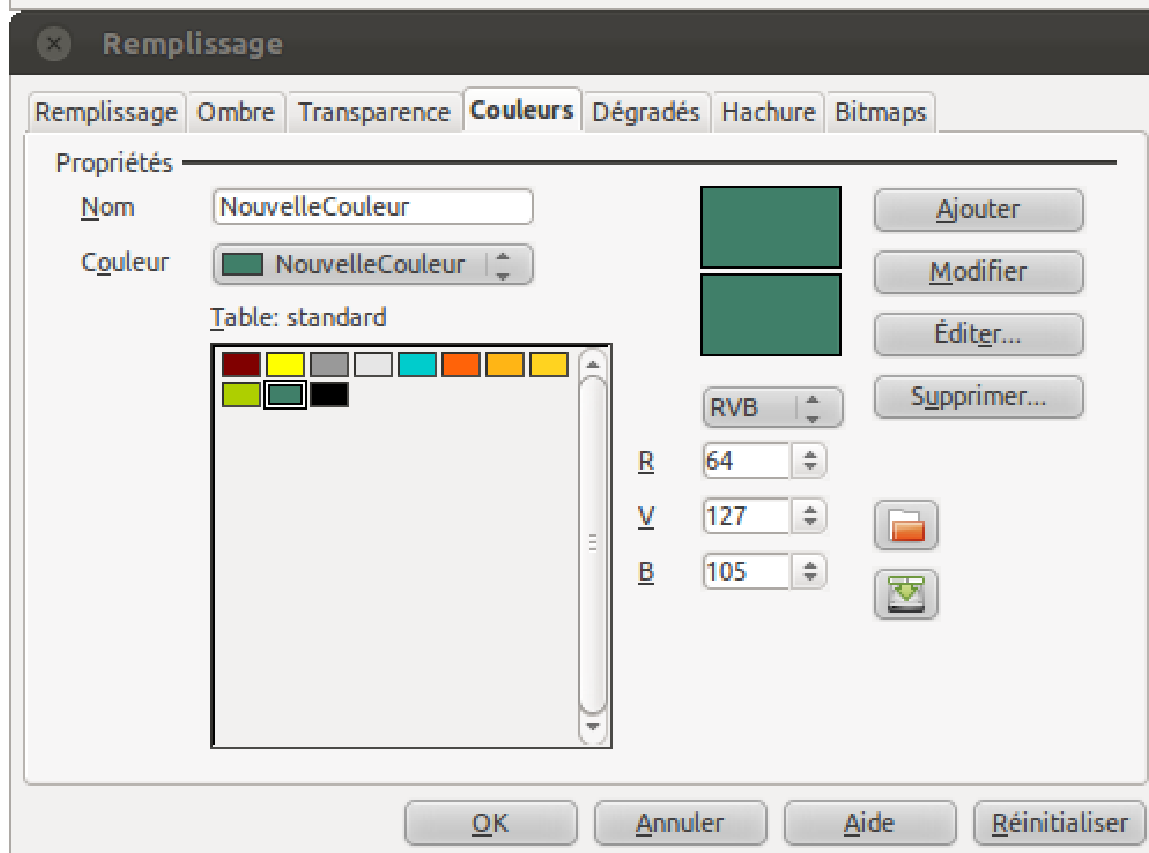 Remplissage
Remplissage Ombre Transparence Couleurs Dégradés Hachure Bitmaps
Propriétés
Nom NouvelleCouleur Ajouter
Couleur NouvelleCouleur Modifier
Table: standard Éditer...
RVB Supprimer...
R 64
V 127
B 105
OK Annuler Aide Réinitialiser